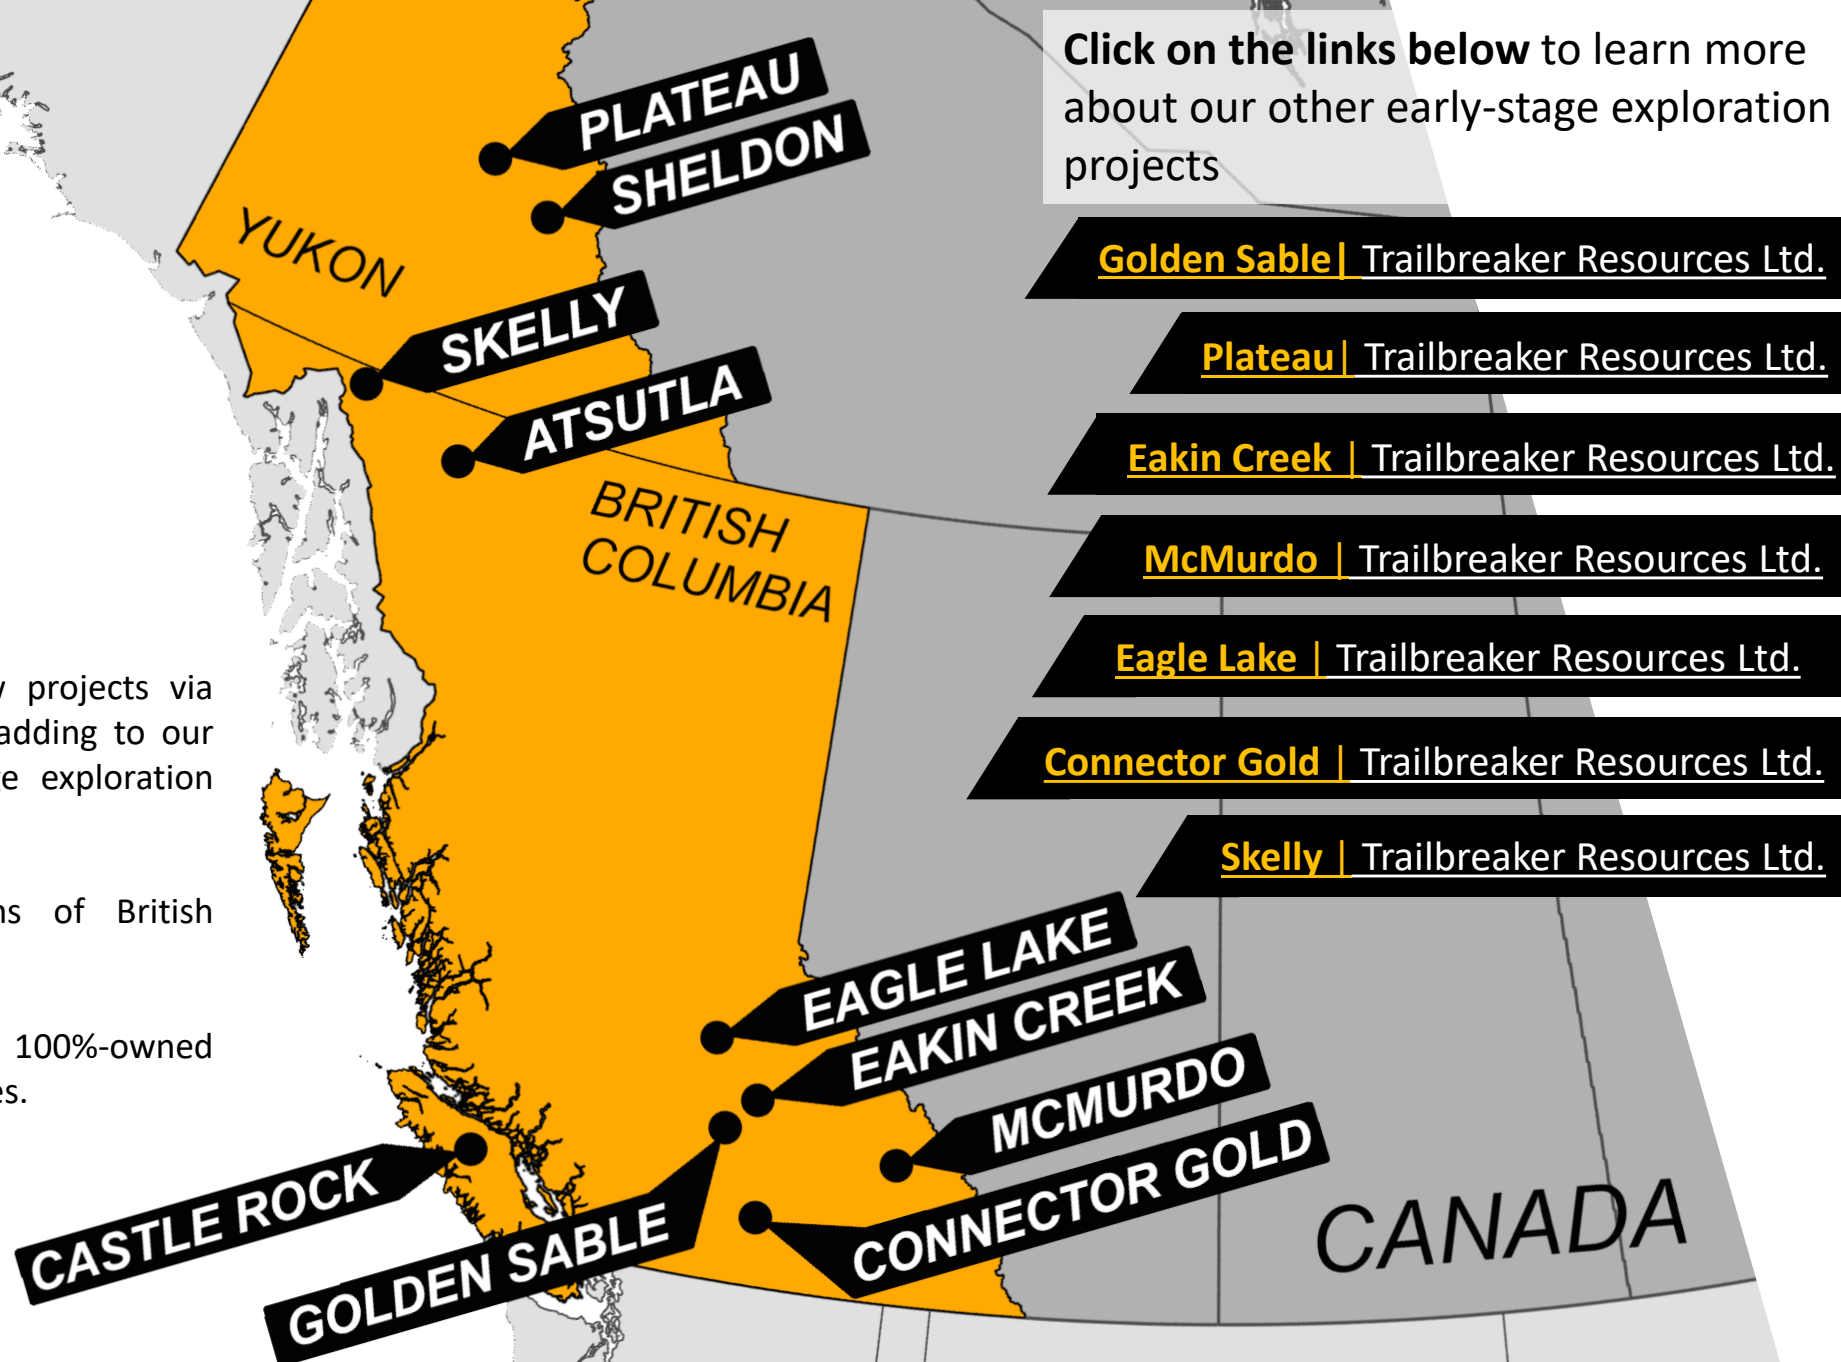 Click on the links below to learn more
about our other early-stage exploration
projects
Golden Sable| Trailbreaker Resources Ltd.
Plateau| Trailbreaker Resources Ltd.
Eakin Creek | Trailbreaker Resources Ltd.
McMurdo | Trailbreaker Resources Ltd.
Eagle Lake | Trailbreaker Resources Ltd.
Connector Gold | Trailbreaker Resources Ltd.
Skelly | Trailbreaker Resources Ltd.
PLATEAU
SHELDON
YUKON
SKELLY
ATSUTLA
BRITISH
COLUMBIA
projects via
adding to our
exploration
of British
100%-owned
EAGLE LAKE
EAKIN CREEK
MCMURDO
CONNECTOR GOLD
CASTLE ROCK
GOLDEN SABLE
CANADA